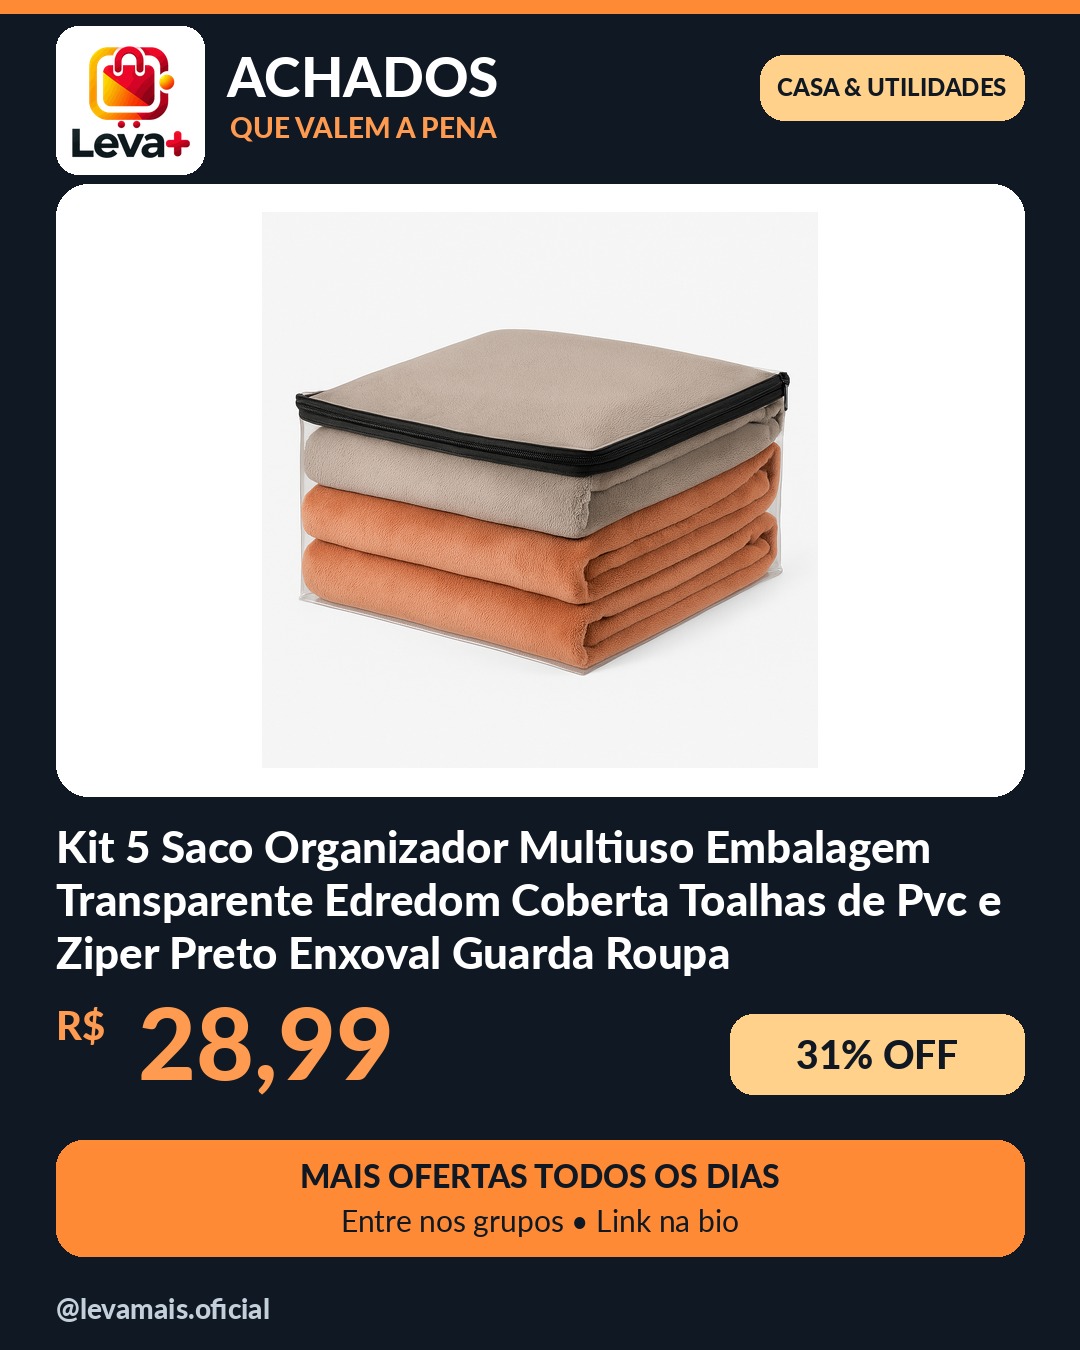 Leva+
ACHADOS
QUE VALEM A PENA
CASA & UTILIDADES
Kit 5 Saco Organizador Multiuso Embalagem
Transparente Edredom Coberta Toalhas de Pvc e
Ziper Preto Enxoval Guarda Roupa
R$ 28,99
31% OFF
MAIS OFERTAS TODOS OS DIAS
Entre nos grupos • Link na bio
@levamais.oficial